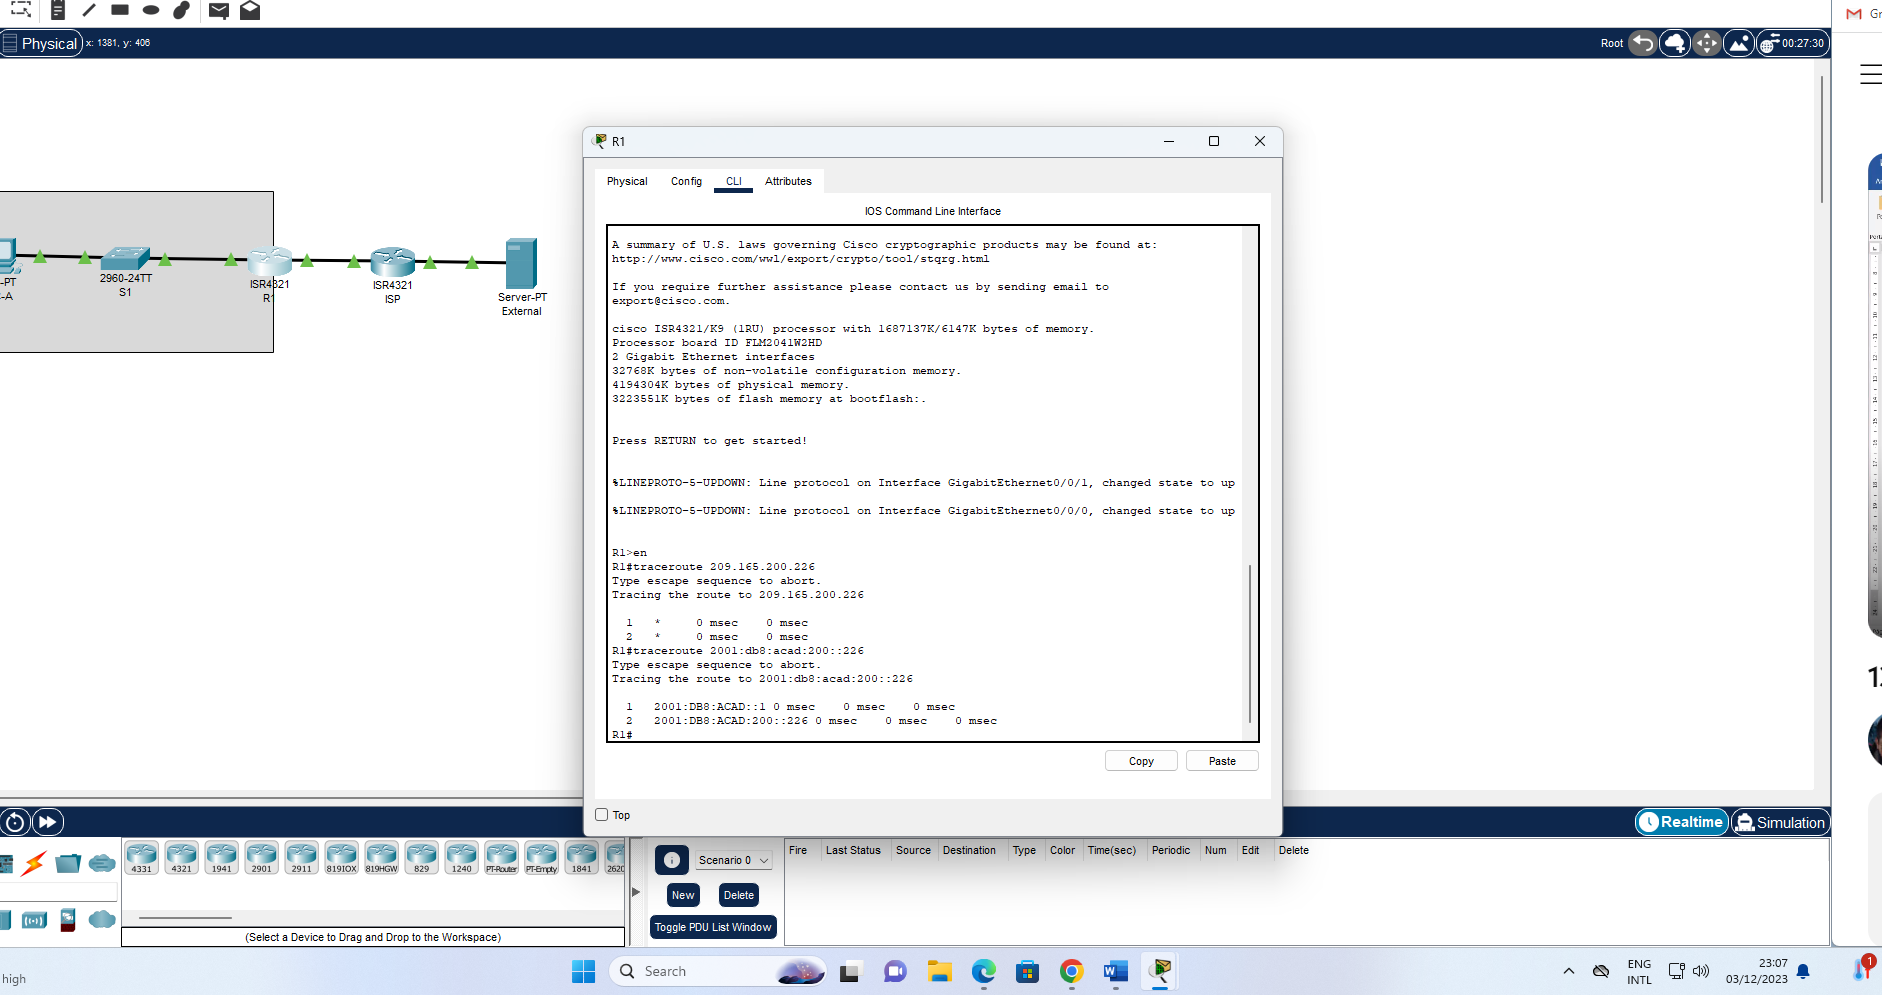 Physical
x: 1381, y: 406
Root
00:27:30
-PT
-A
2960-24TT
S1
ISR4321
R1
ISR4321
ISP
Server-PT
External
R1
Physical
Config
CLI
Attributes
IOS Command Line Interface
A summary of U.S. laws governing Cisco cryptographic products may be found at:
http://www.cisco.com/wwl/export/crypto/tool/stqrg.html
If you require further assistance please contact us by sending email to
export@cisco.com.
cisco ISR4321/K9 (1RU) processor with 1687137K/6147K bytes of memory.
Processor board ID FLM2041W2HD
2 Gigabit Ethernet interfaces
32768K bytes of non-volatile configuration memory.
4194304K bytes of physical memory.
3223551K bytes of flash memory at bootflash:.
Press RETURN to get started!
%LINEPROTO-5-UPDOWN: Line protocol on Interface GigabitEthernet0/0/1, changed state to up
%LINEPROTO-5-UPDOWN: Line protocol on Interface GigabitEthernet0/0/0, changed state to up
R1>en
R1#traceroute 209.165.200.226
Type escape sequence to abort.
Tracing the route to 209.165.200.226
1 * 0 msec 0 msec
2 * 0 msec 0 msec
R1#traceroute 2001:db8:acad:200::226
Type escape sequence to abort.
Tracing the route to 2001:db8:acad:200::226
1 2001:DB8:ACAD::1 0 msec 0 msec 0 msec
2 2001:DB8:ACAD:200::226 0 msec 0 msec 0 msec
R1#
Copy
Paste
Top
Realtime
Simulation
4331
4321
1941
2901
2911
819IOX
819HGW
829
1240
PT-Router
PT-Empty
1841
2620
(Select a Device to Drag and Drop to the Workspace)
Scenario 0
New
Delete
Toggle PDU List Window
Fire
Last Status
Source
Destination
Type
Color
Time(sec)
Periodic
Num
Edit
Delete
high
Search
ENG
INTL
23:07
03/12/2023
1